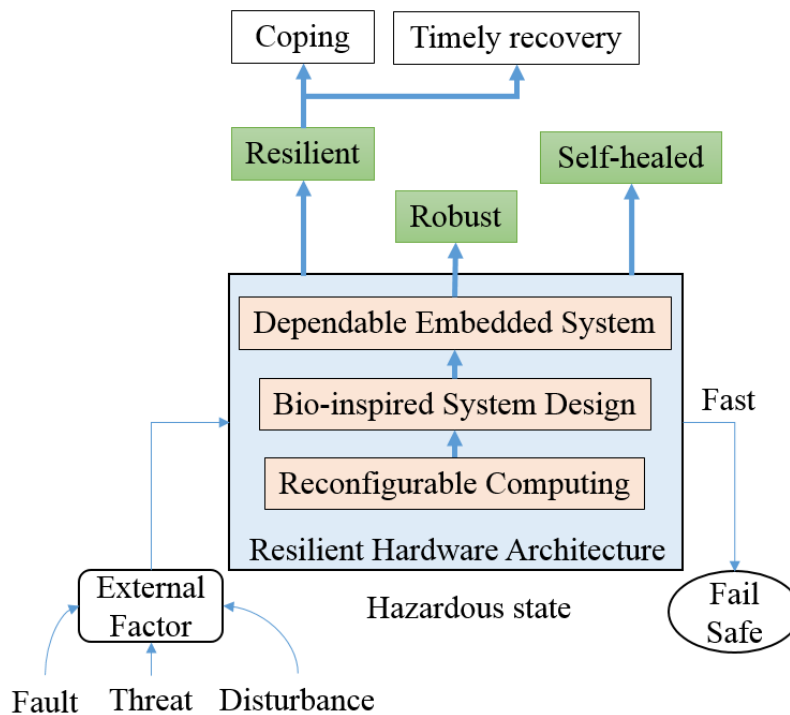 Coping
Timely recovery
Resilient
Self-healed
Robust
Dependable Embedded System
Bio-inspired System Design
Fast
Reconfigurable Computing
Resilient Hardware Architecture
External
Factor
Hazardous state
Fail
Safe
Fault
Threat
Disturbance